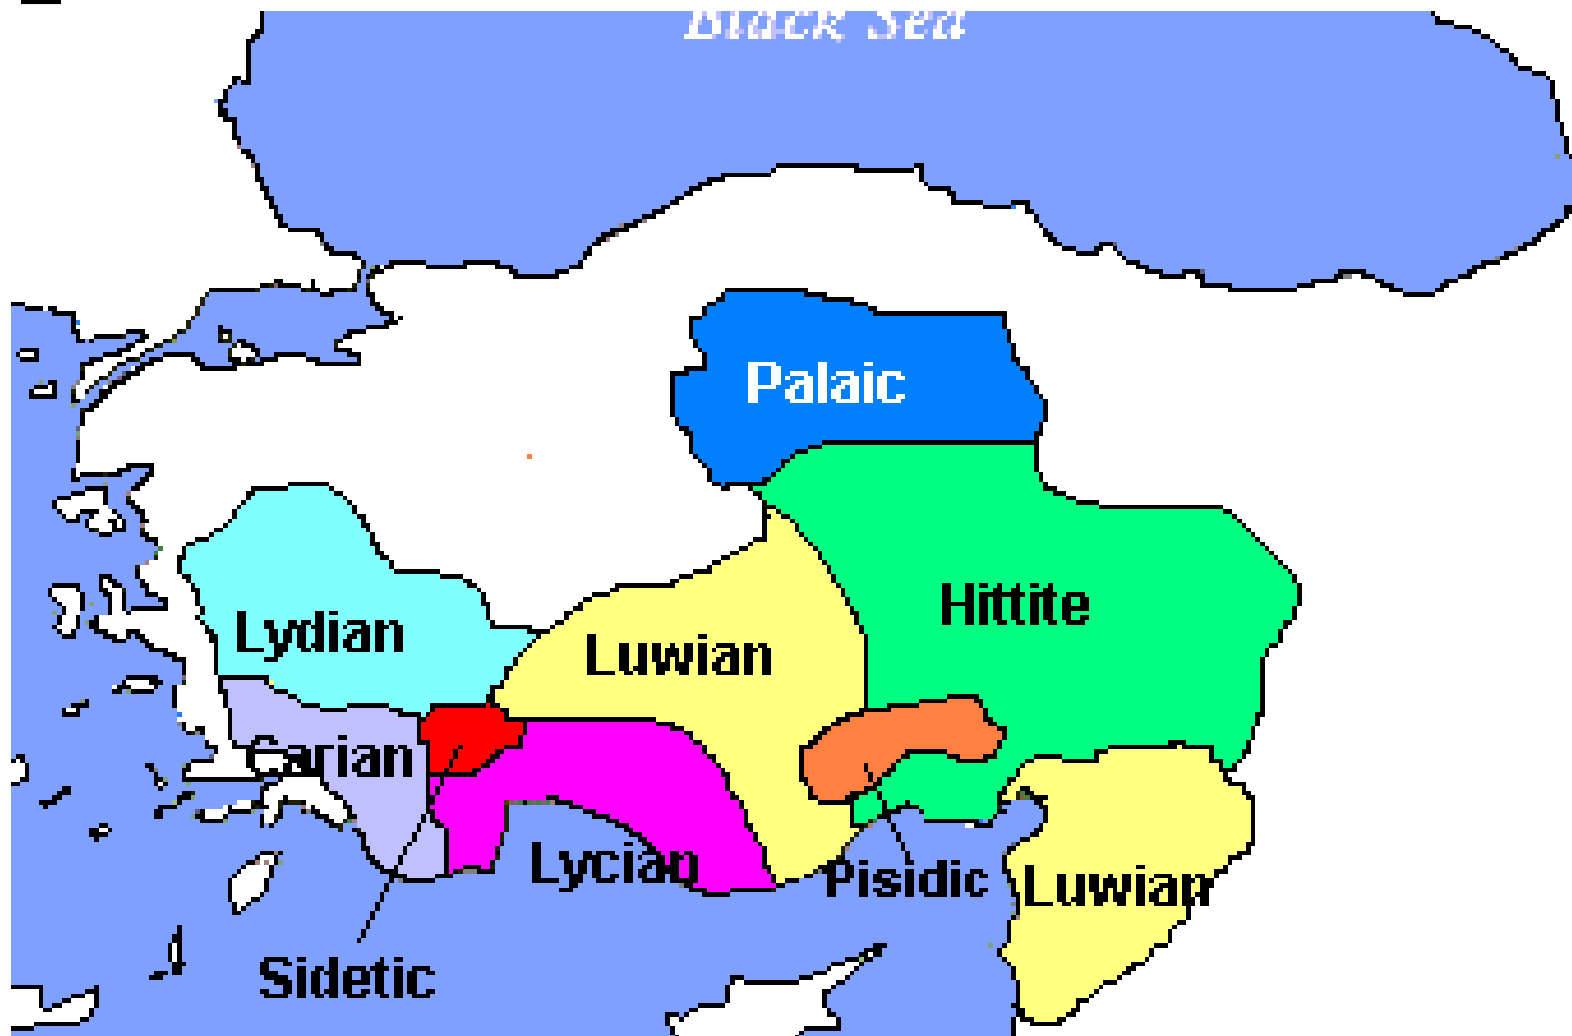 Black Sea
Palaic
Hittite
Lydian
Luwian
Carian
Lycian
Pisidic
Luwian
Sidetic